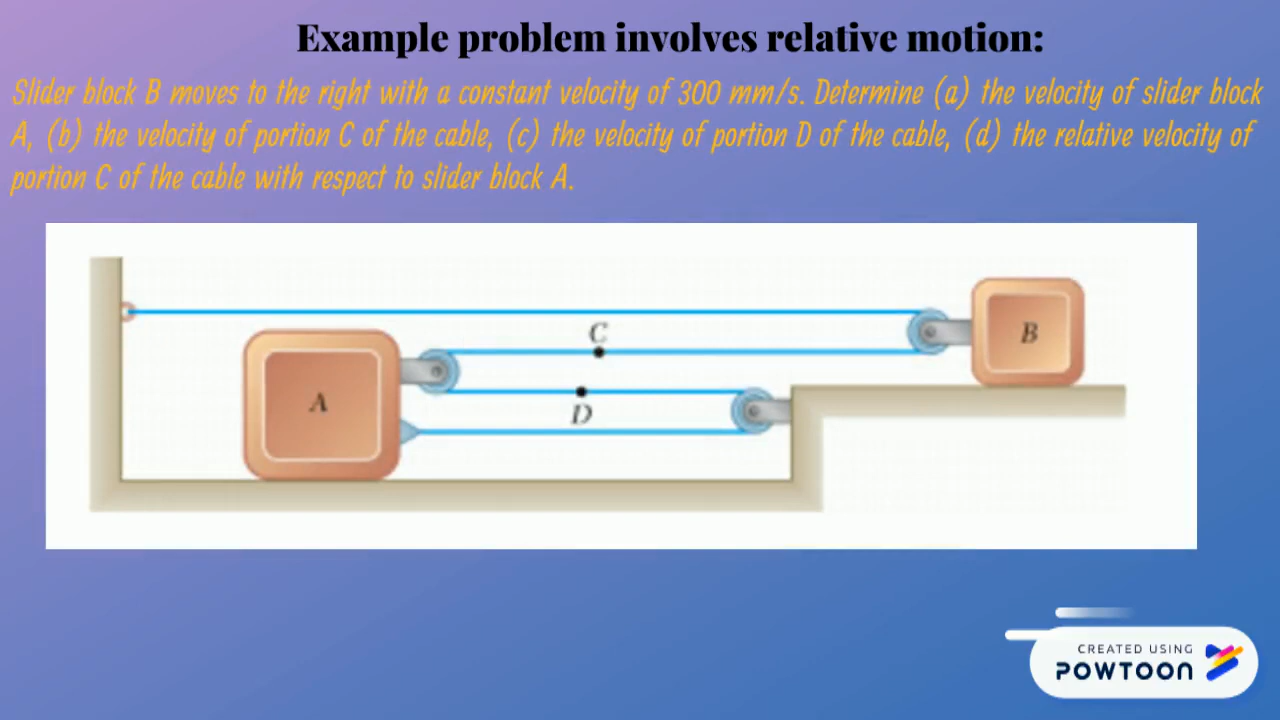 Example problem involves relative motion:
Slider block B moves to the right with a constant velocity of 300 mm/s. Determine (a) the velocity of slider block
A, (b) the velocity of portion C of the cable, (c) the velocity of portion D of the cable, (d) the relative velocity of
portion C of the cable with respect to slider block A.
C
B
A
D
CREATED USING
POWTOON